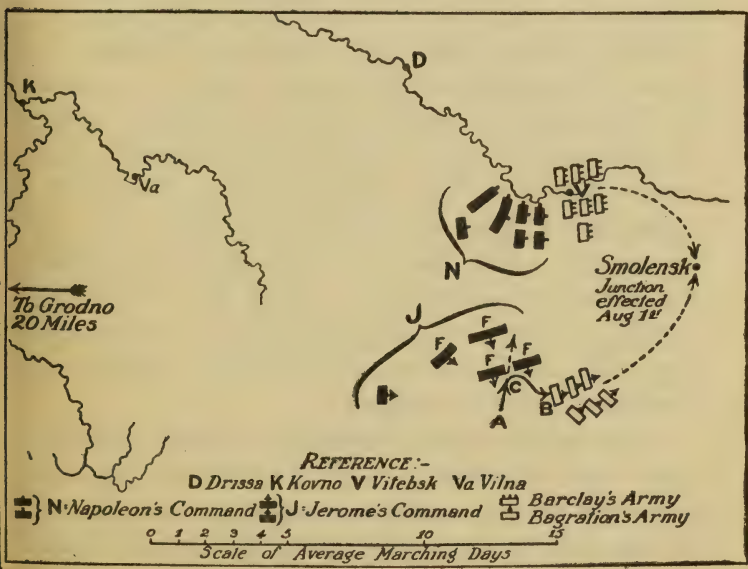 D
K
Va
V
N
Smolensk
Junction
effected
Aug 1st
To Grodno
20 Miles
J
F
F
F
F
C
B
A
REFERENCE:-
D Drissa K Kovno V Vitebsk Va Vilna
N:Napoleon's Command J:Jerome's Command Barclay's Army
Bagration's Army
0 1 2 3 4 5 10 15
Scale of Average Marching Days